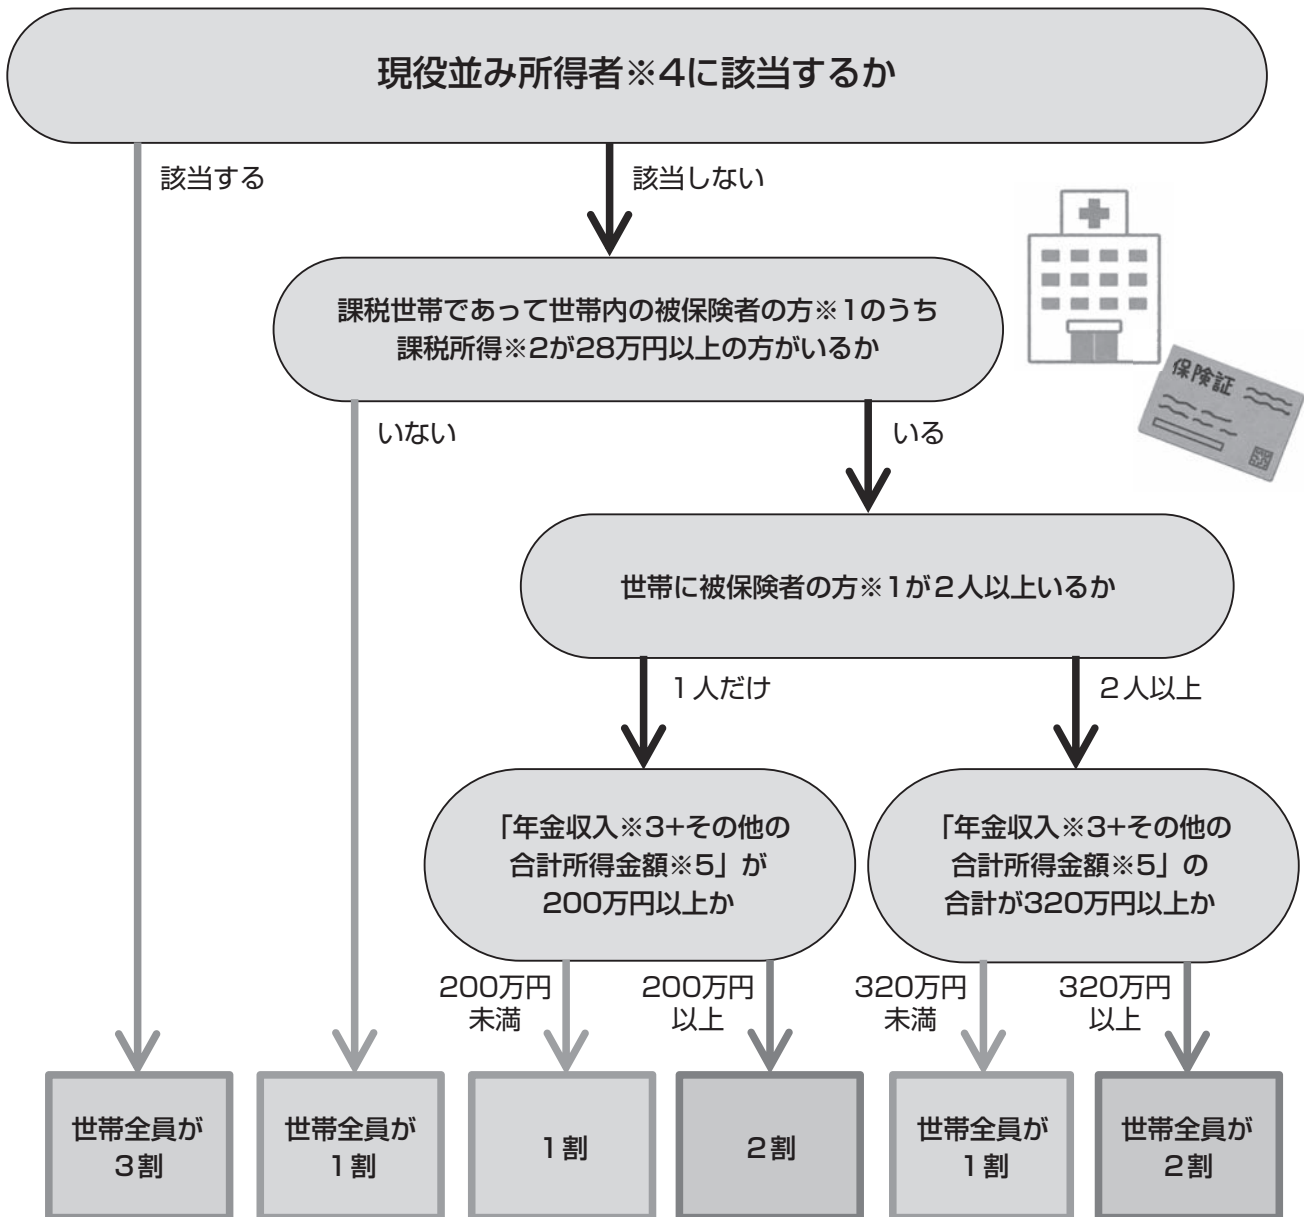 現役並み所得者※4に該当するか
該当する
該当しない
課税世帯であって世帯内の被保険者の方※1のうち
課税所得※2が28万円以上の方がいるか
保険証
いない
いる
世帯に被保険者の方※1が2人以上いるか
1人だけ
2人以上
「年金収入※3+その他の
合計所得金額※5」が
200万円以上か
「年金収入※3+その他の
合計所得金額※5」の
合計が320万円以上か
200万円
未満
200万円
以上
320万円
未満
320万円
以上
世帯全員が
3割
世帯全員が
1割
1割
2割
世帯全員が
1割
世帯全員が
2割